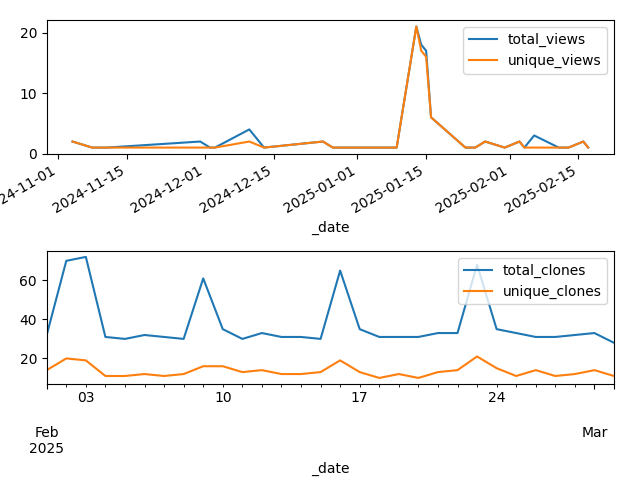 20
10
0
total_views
unique_views
24-11-01
2024-11-15
2024-12-01
2024-12-15
2025-01-01
2025-01-15
2025-02-01
2025-02-15
_date
60
40
20
total_clones
unique_clones
03
10
17
24
Feb
2025
Mar
_date